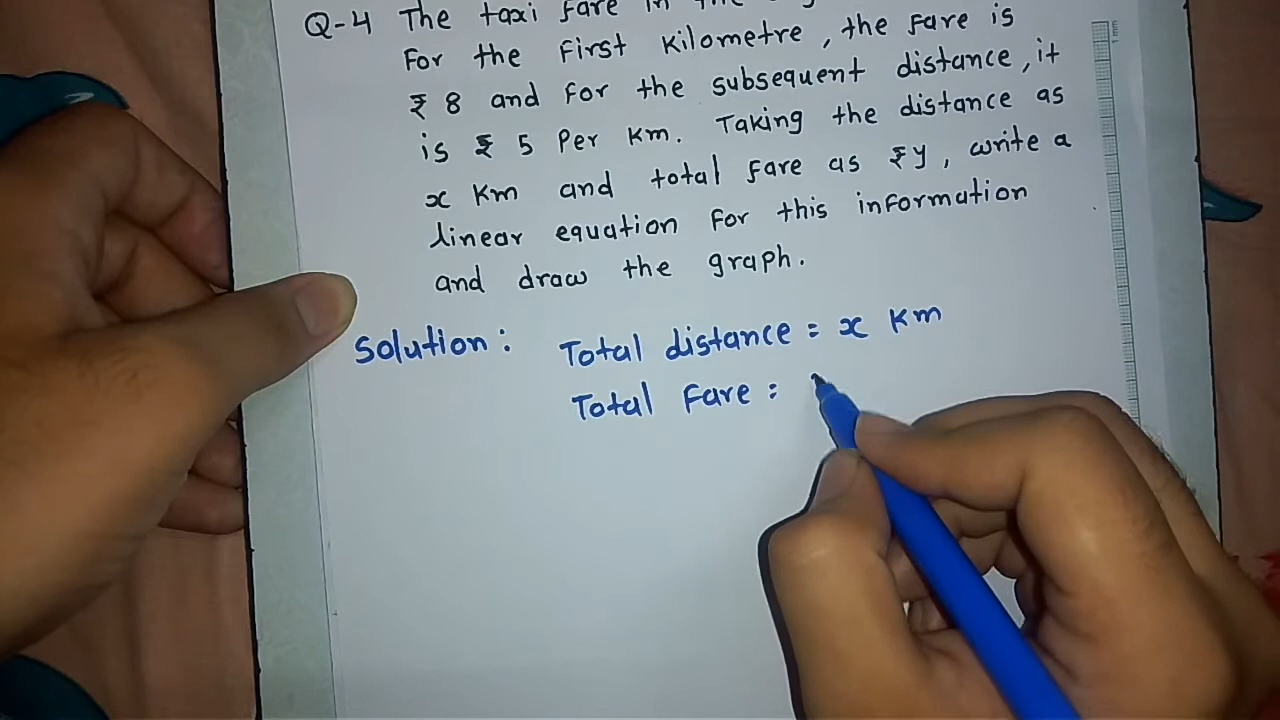 Q-4 The taxi fare in the
For the First Kilometre, the Fare is
₹ 8 and For the subsequent distance, it
is ₹ 5 Per Km. Taking the distance as
x Km and total fare as ₹y, write a
linear equation For this information
and draw the graph.
Solution: Total distance = x Km
Total Fare =